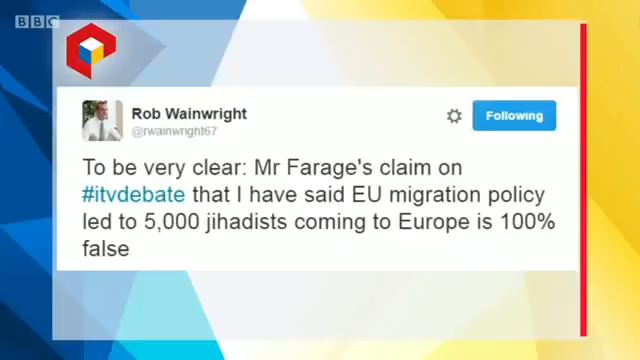 BBC
Rob Wainwright
@rwainwright67
Following
To be very clear: Mr Farage's claim on
#itvdebate that I have said EU migration policy
led to 5,000 jihadists coming to Europe is 100%
false